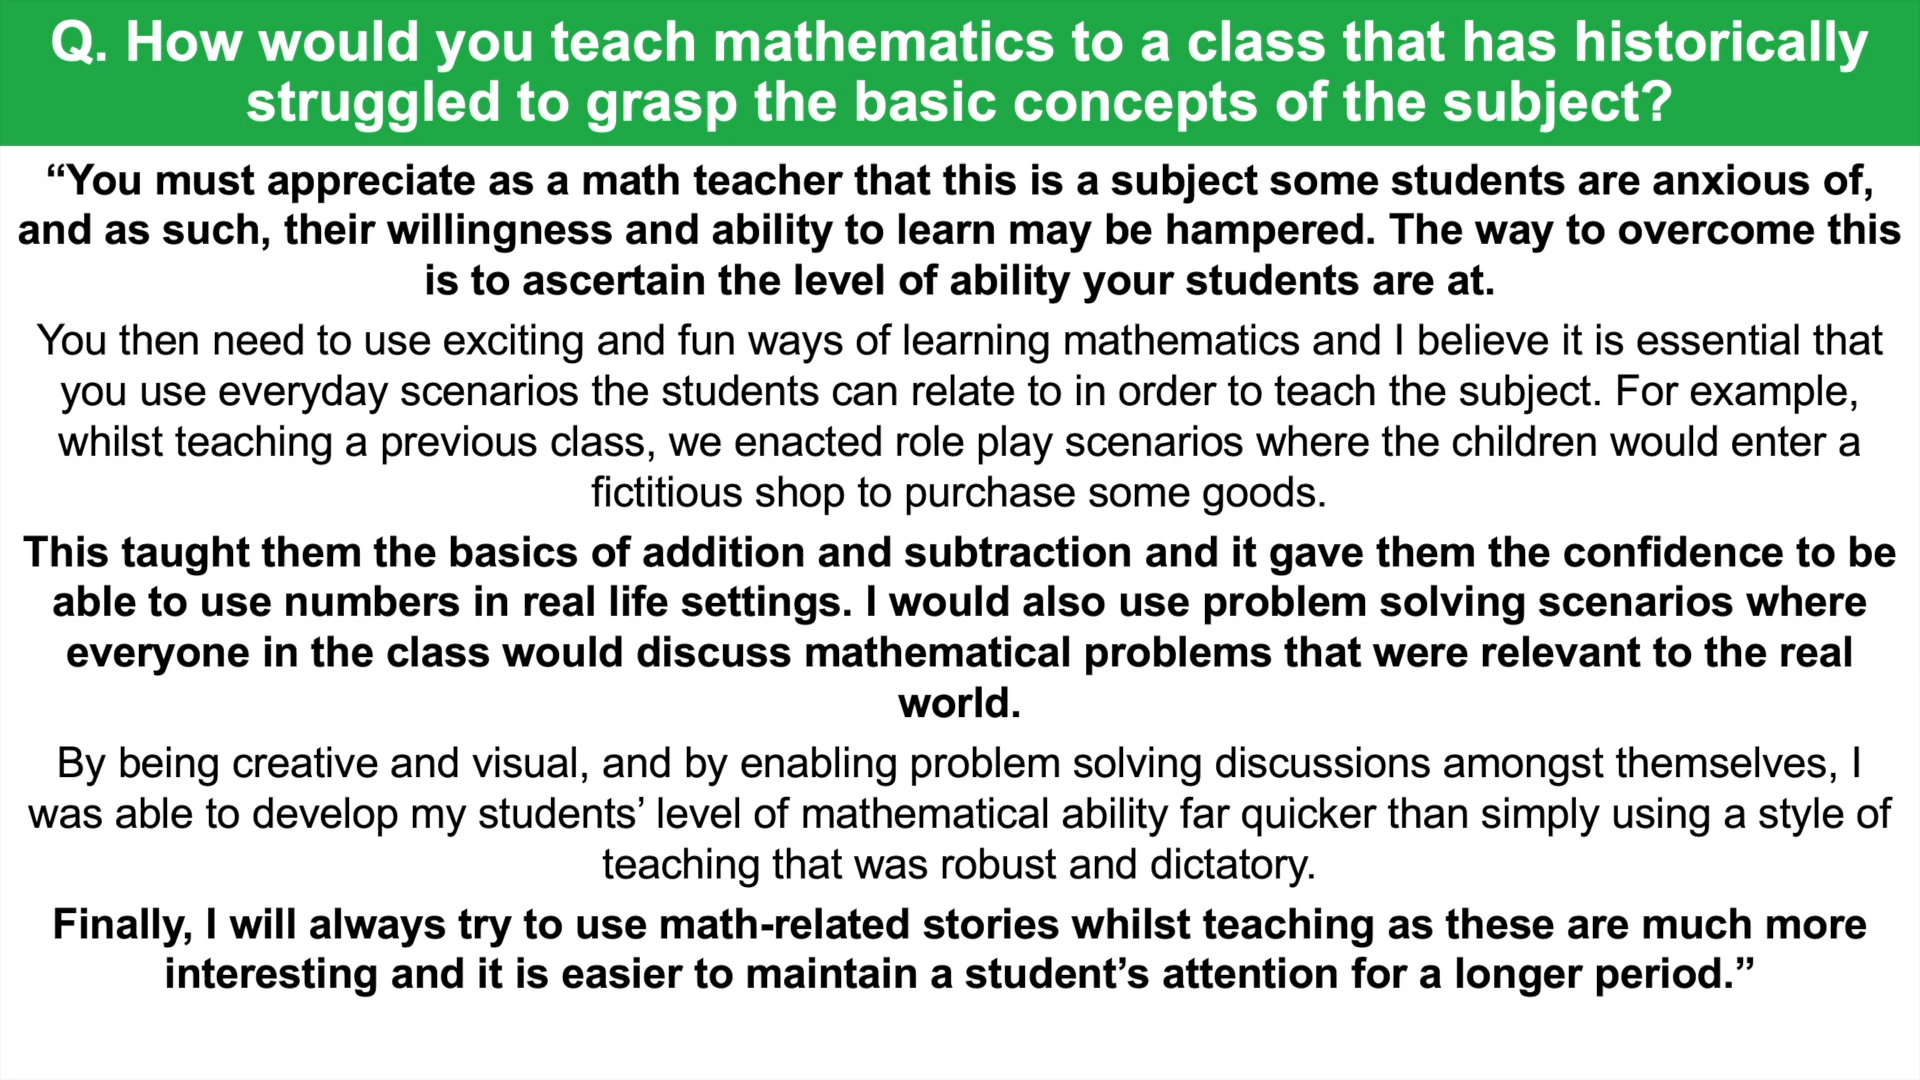 Q. How would you teach mathematics to a class that has historically
struggled to grasp the basic concepts of the subject?
“You must appreciate as a math teacher that this is a subject some students are anxious of,
and as such, their willingness and ability to learn may be hampered. The way to overcome this
is to ascertain the level of ability your students are at.
You then need to use exciting and fun ways of learning mathematics and I believe it is essential that
you use everyday scenarios the students can relate to in order to teach the subject. For example,
whilst teaching a previous class, we enacted role play scenarios where the children would enter a
fictitious shop to purchase some goods.
This taught them the basics of addition and subtraction and it gave them the confidence to be
able to use numbers in real life settings. I would also use problem solving scenarios where
everyone in the class would discuss mathematical problems that were relevant to the real
world.
By being creative and visual, and by enabling problem solving discussions amongst themselves, I
was able to develop my students’ level of mathematical ability far quicker than simply using a style of
teaching that was robust and dictatory.
Finally, I will always try to use math-related stories whilst teaching as these are much more
interesting and it is easier to maintain a student’s attention for a longer period.”